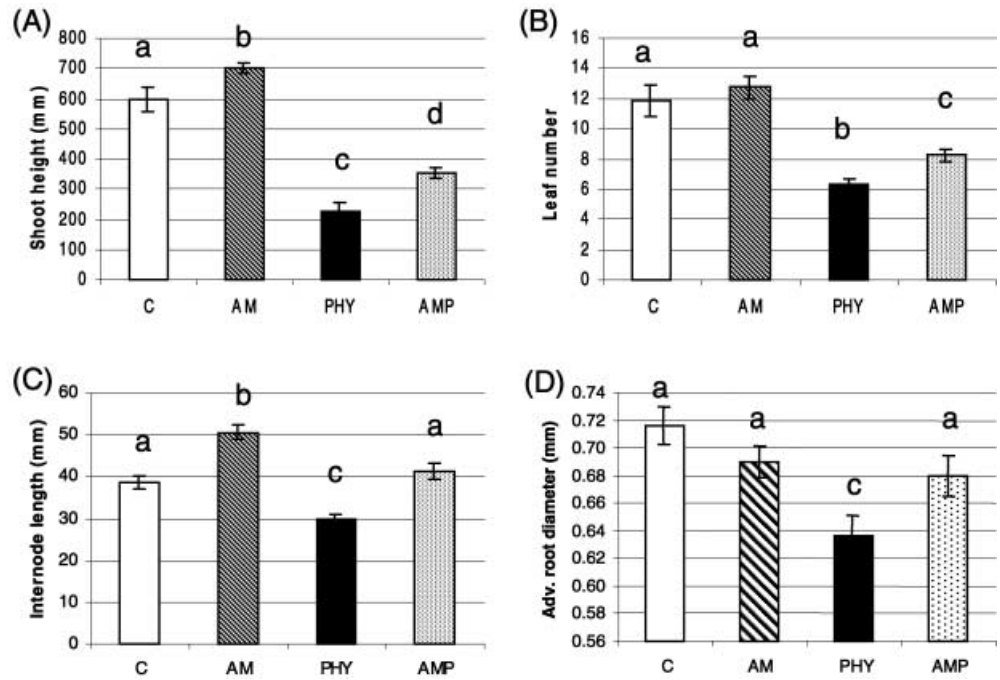 (A)
Shoot height (mm)
800
700
600
500
400
300
200
100
0
a
b
c
d
C AM PHY AMP
(B)
Leaf number
16
14
12
10
8
6
4
2
0
a
a
b
c
C AM PHY AMP
(C)
Internode length (mm)
60
50
40
30
20
10
0
a
b
c
a
C AM PHY AMP
(D)
Adv. root diameter (mm)
0.74
0.72
0.70
0.68
0.66
0.64
0.62
0.60
0.58
0.56
a
a
c
a
C AM PHY AMP